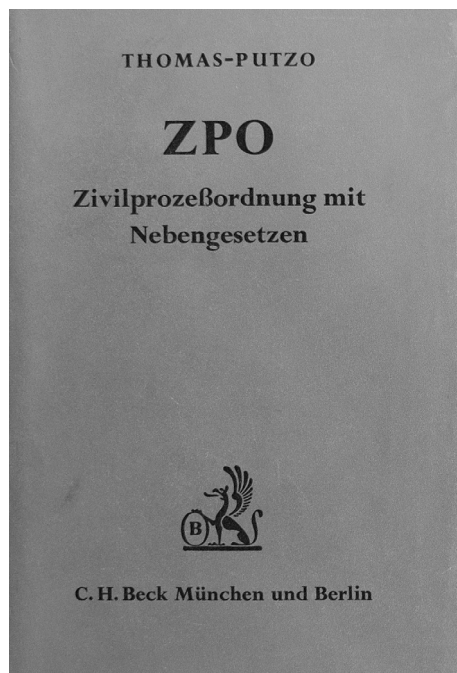 THOMAS-PUTZO
ZPO
Zivilprozeßordnung mit
Nebengesetzen
B
C. H. Beck München und Berlin